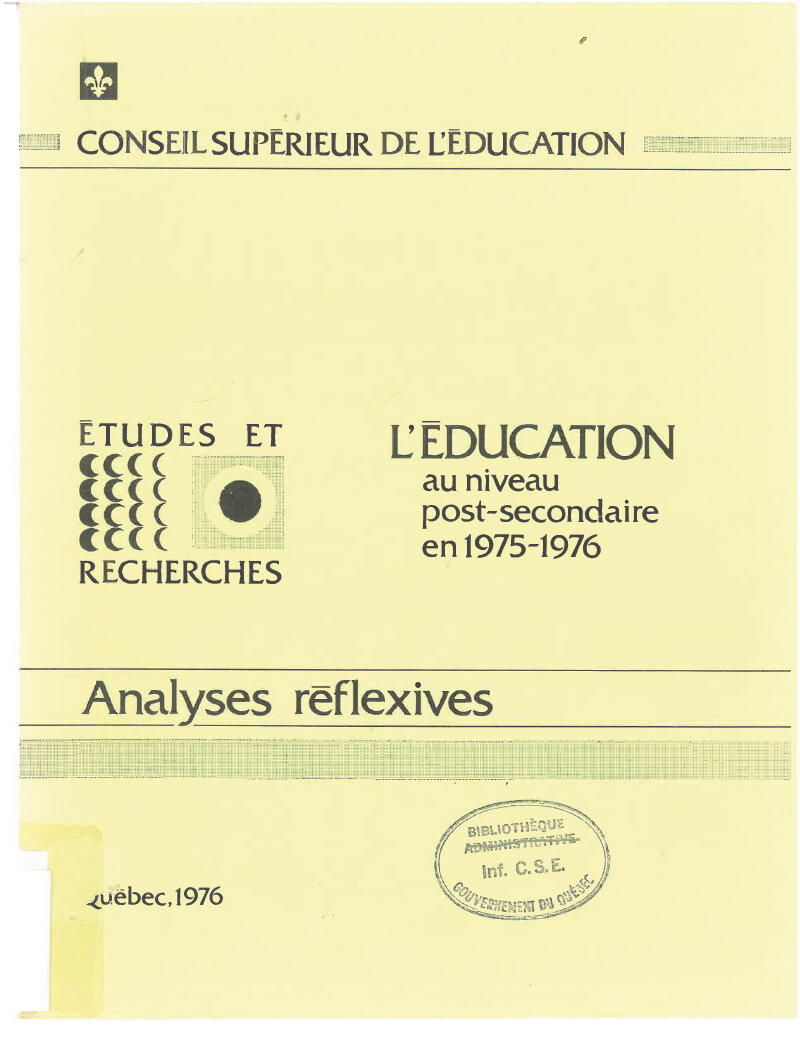 CONSEIL SUPÉRIEUR DE L'ÉDUCATION
ÉTUDES ET
RECHERCHES
L'ÉDUCATION
au niveau
post-secondaire
en 1975-1976
Analyses réflexives
BIBLIOTHÈQUE
ADMINISTRATIVE
Inf. C.S.E.
GOUVERNEMENT DU QUÉBEC
Québec, 1976